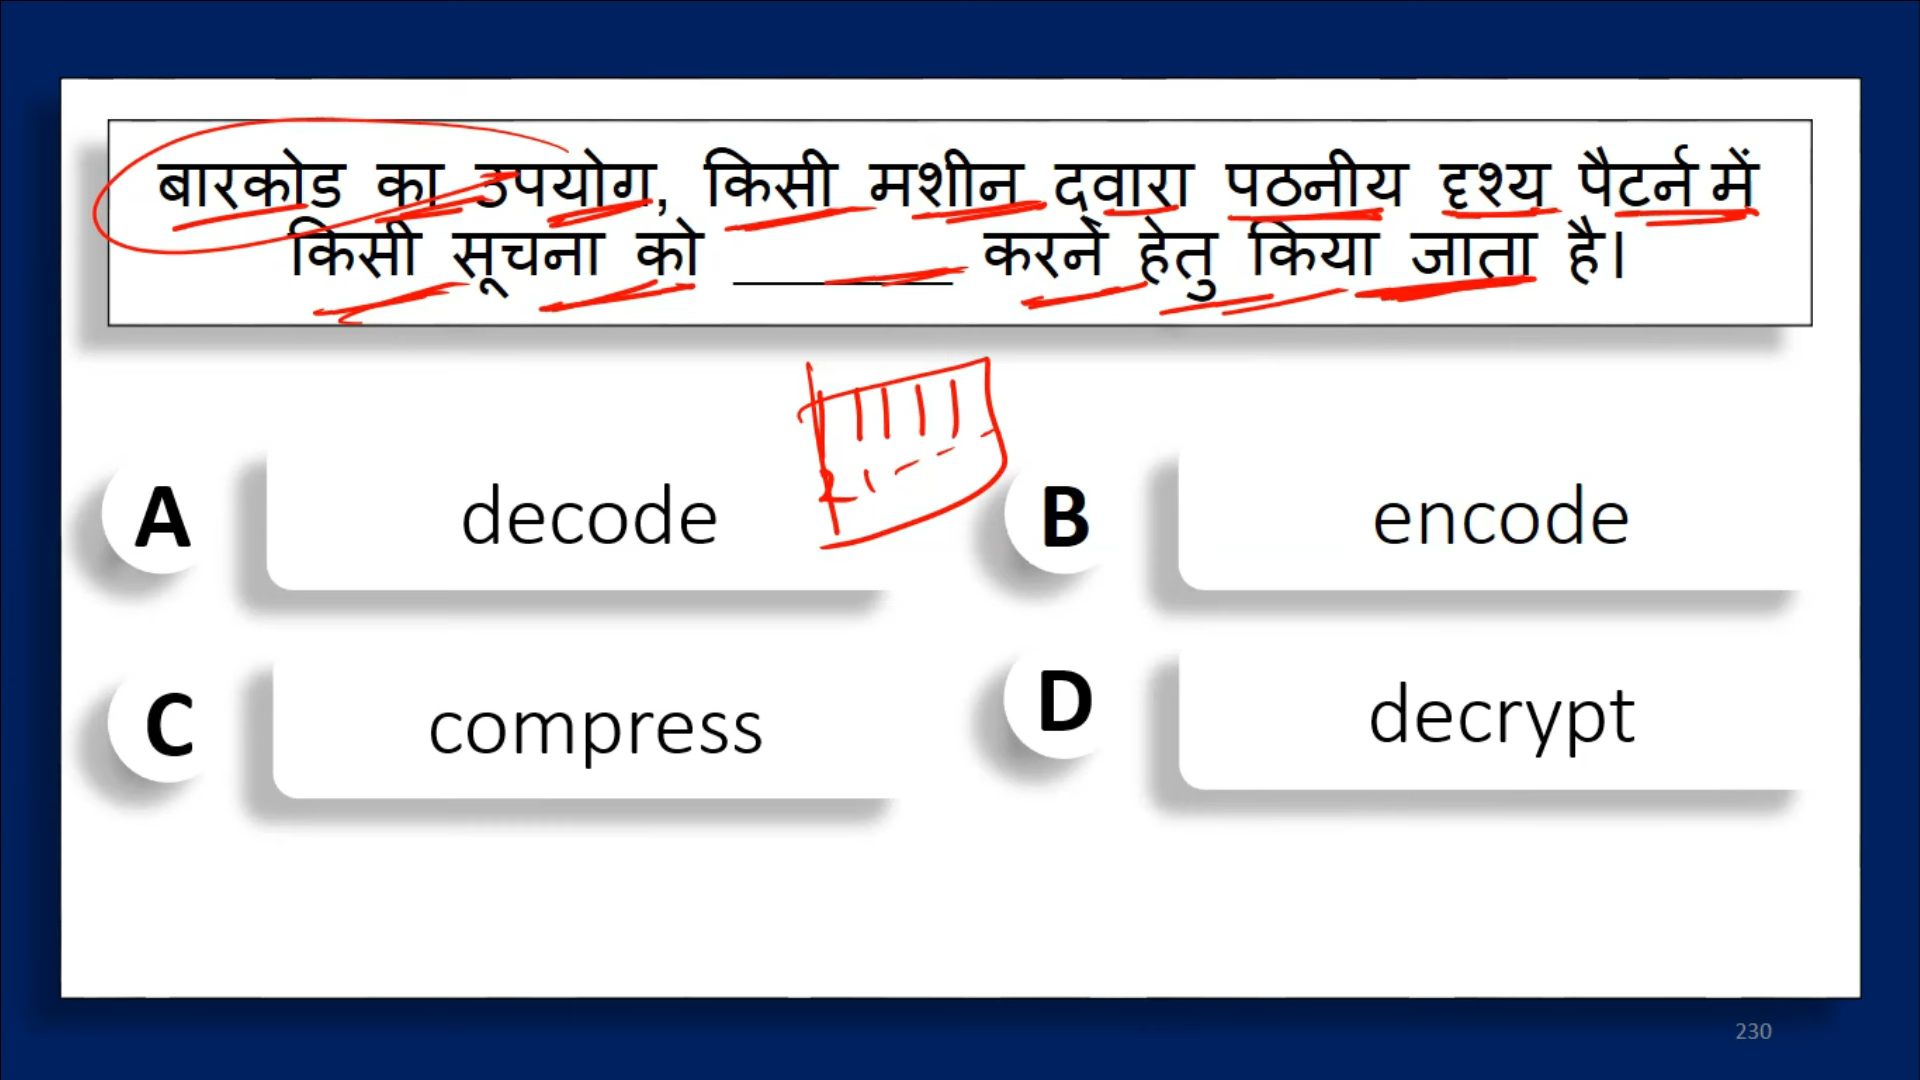 बारकोड का उपयोग, किसी मशीन द्वारा पठनीय दृश्य पैटर्न में
किसी सूचना को ________ करने हेतु किया जाता है।
A decode
B encode
C compress
D decrypt
230